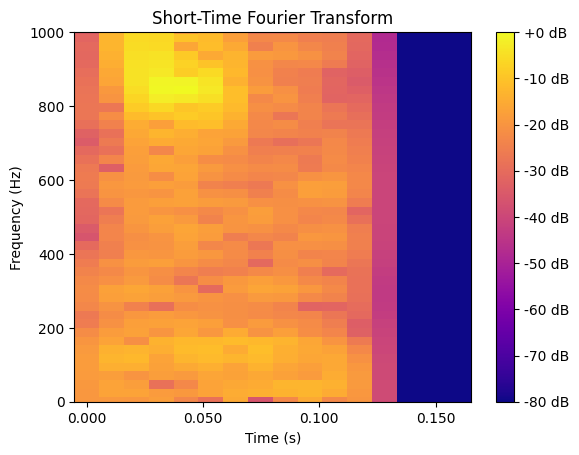 Short-Time Fourier Transform
1000
800
600
400
200
0
Frequency (Hz)
0.000
0.050
0.100
0.150
Time (s)
+0 dB
-10 dB
-20 dB
-30 dB
-40 dB
-50 dB
-60 dB
-70 dB
-80 dB